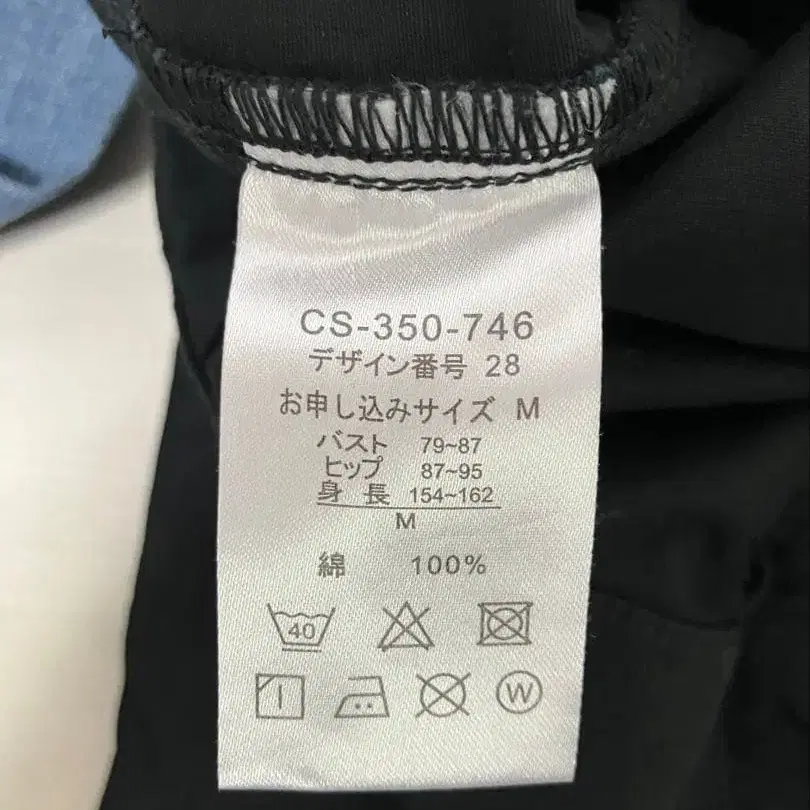 CS-350-746
デザイン番号 28
お申し込みサイズ M
バスト 79~87
ヒップ 87~95
身長 154~162
M
綿 100%
40
W